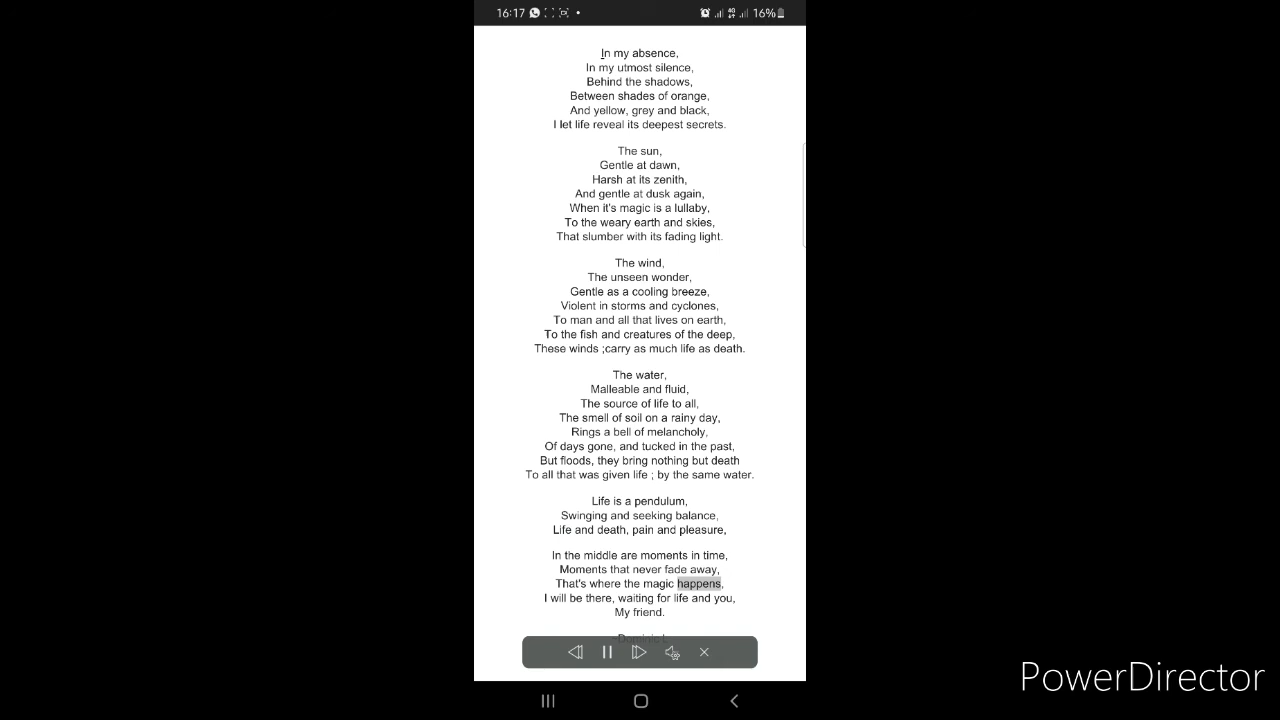 16:17 4G 16%
In my absence,
In my utmost silence,
Behind the shadows,
Between shades of orange,
And yellow, grey and black,
I let life reveal its deepest secrets.
The sun,
Gentle at dawn,
Harsh at its zenith,
And gentle at dusk again,
When it's magic is a lullaby,
To the weary earth and skies,
That slumber with its fading light.
The wind,
The unseen wonder,
Gentle as a cooling breeze,
Violent in storms and cyclones,
To man and all that lives on earth,
To the fish and creatures of the deep,
These winds ;carry as much life as death.
The water,
Malleable and fluid,
The source of life to all,
The smell of soil on a rainy day,
Rings a bell of melancholy,
Of days gone, and tucked in the past,
But floods, they bring nothing but death
To all that was given life ; by the same water.
Life is a pendulum,
Swinging and seeking balance,
Life and death, pain and pleasure,
In the middle are moments in time,
Moments that never fade away,
That's where the magic happens,
I will be there, waiting for life and you,
My friend.
PowerDirector